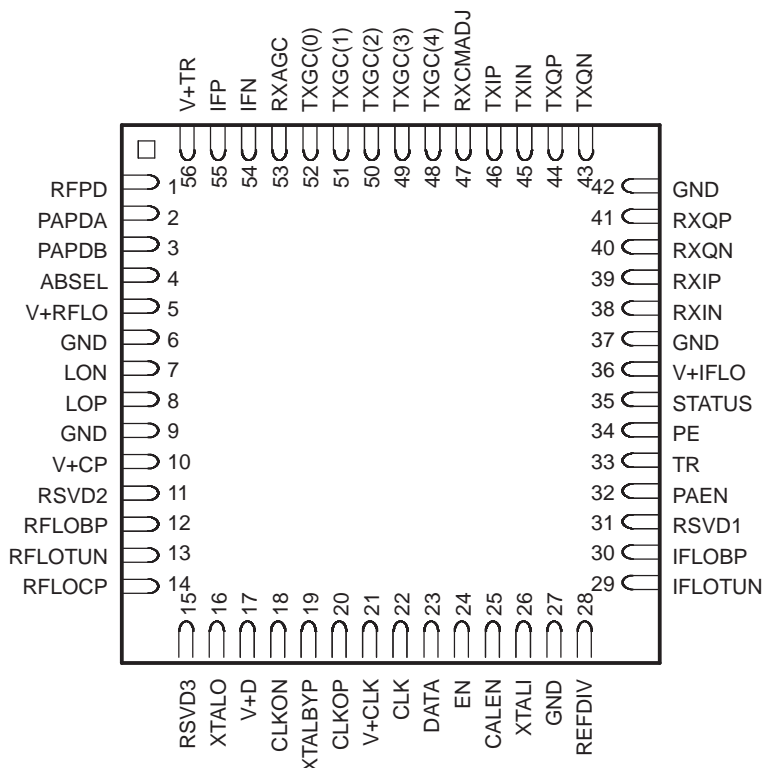 V+TR
IFP
IFN
RXAGC
TXGC(0)
TXGC(1)
TXGC(2)
TXGC(3)
TXGC(4)
RXCMADJ
TXIP
TXIN
TXQP
TXQN
56
55
54
53
52
51
50
49
48
47
46
45
44
43
RFPD 1
PAPDA 2
PAPDB 3
ABSEL 4
V+RFLO 5
GND 6
LON 7
LOP 8
GND 9
V+CP 10
RSVD2 11
RFLOBP 12
RFLOTUN 13
RFLOCP 14
42 GND
41 RXQP
40 RXQN
39 RXIP
38 RXIN
37 GND
36 V+IFLO
35 STATUS
34 PE
33 TR
32 PAEN
31 RSVD1
30 IFLOBP
29 IFLOTUN
15
16
17
18
19
20
21
22
23
24
25
26
27
28
RSVD3
XTALO
V+D
CLKON
XTALBYP
CLKOP
V+CLK
CLK
DATA
EN
CALEN
XTALI
GND
REFDIV